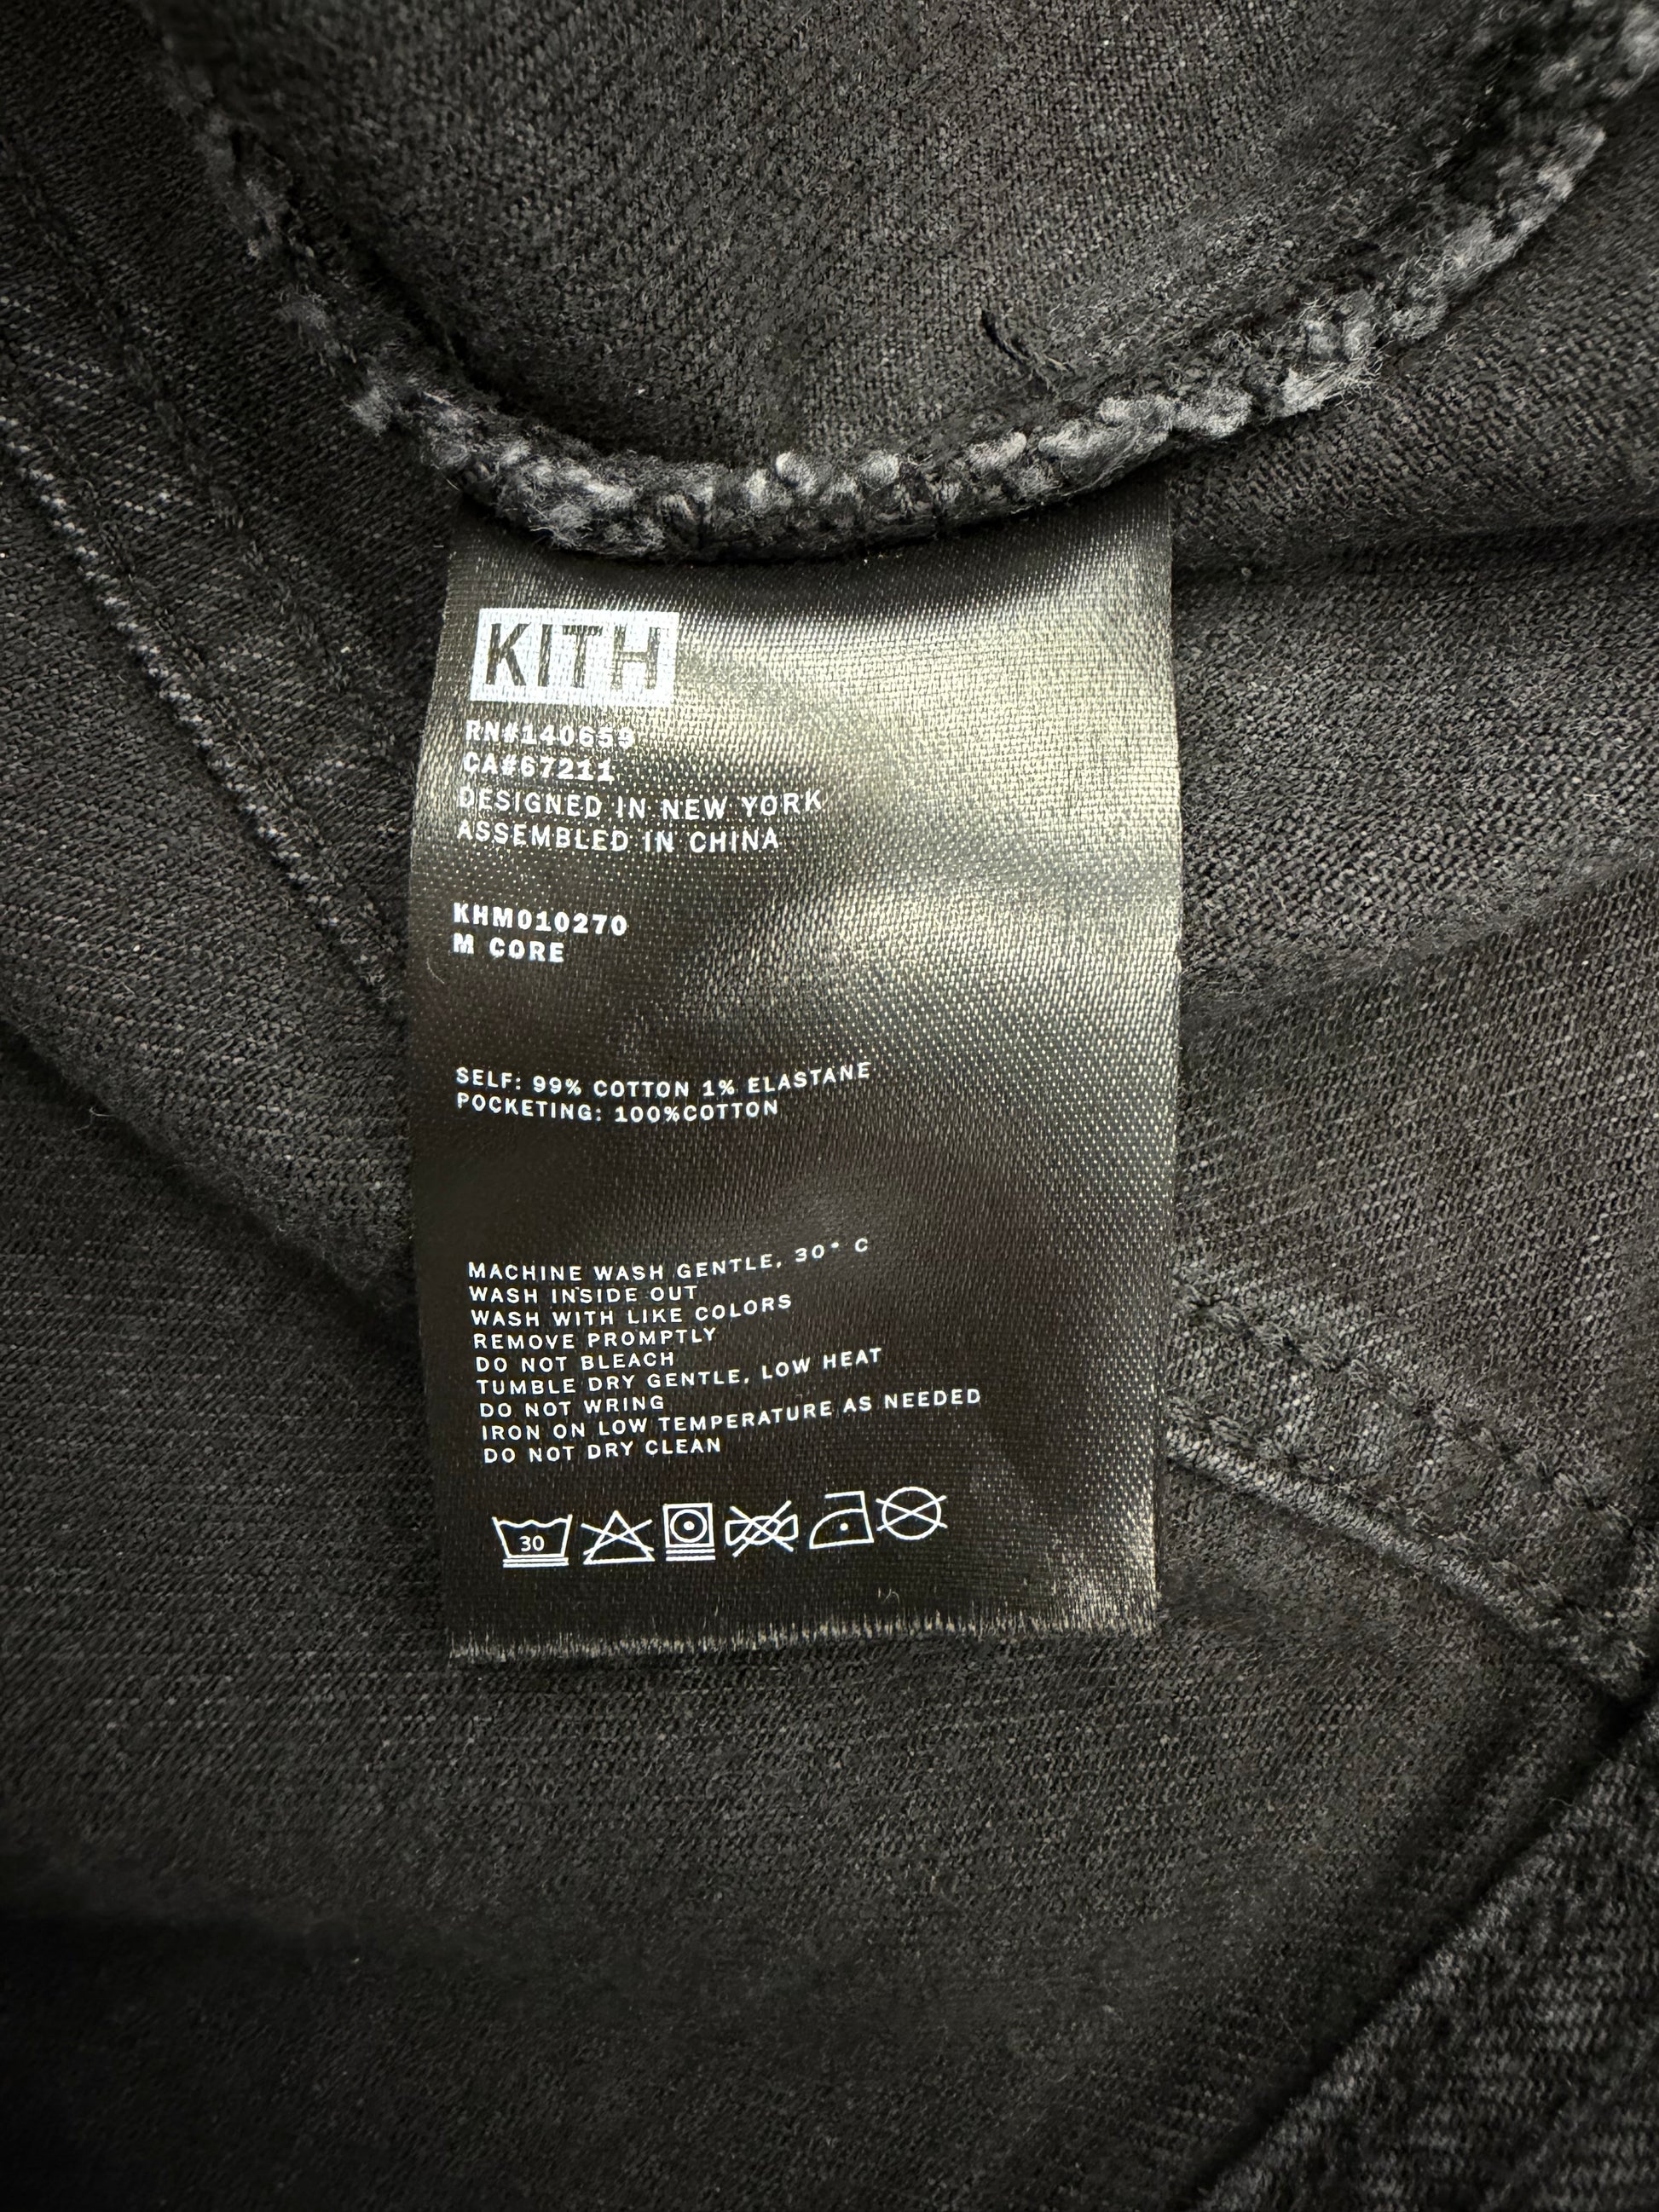 KITH
RN#140659
CA#67211
DESIGNED IN NEW YORK
ASSEMBLED IN CHINA
KHM010270
M CORE
SELF: 99% COTTON 1% ELASTANE
POCKETING: 100%COTTON
MACHINE WASH GENTLE, 30° C
WASH INSIDE OUT
WASH WITH LIKE COLORS
REMOVE PROMPTLY
DO NOT BLEACH
TUMBLE DRY GENTLE, LOW HEAT
DO NOT WRING
IRON ON LOW TEMPERATURE AS NEEDED
DO NOT DRY CLEAN
30